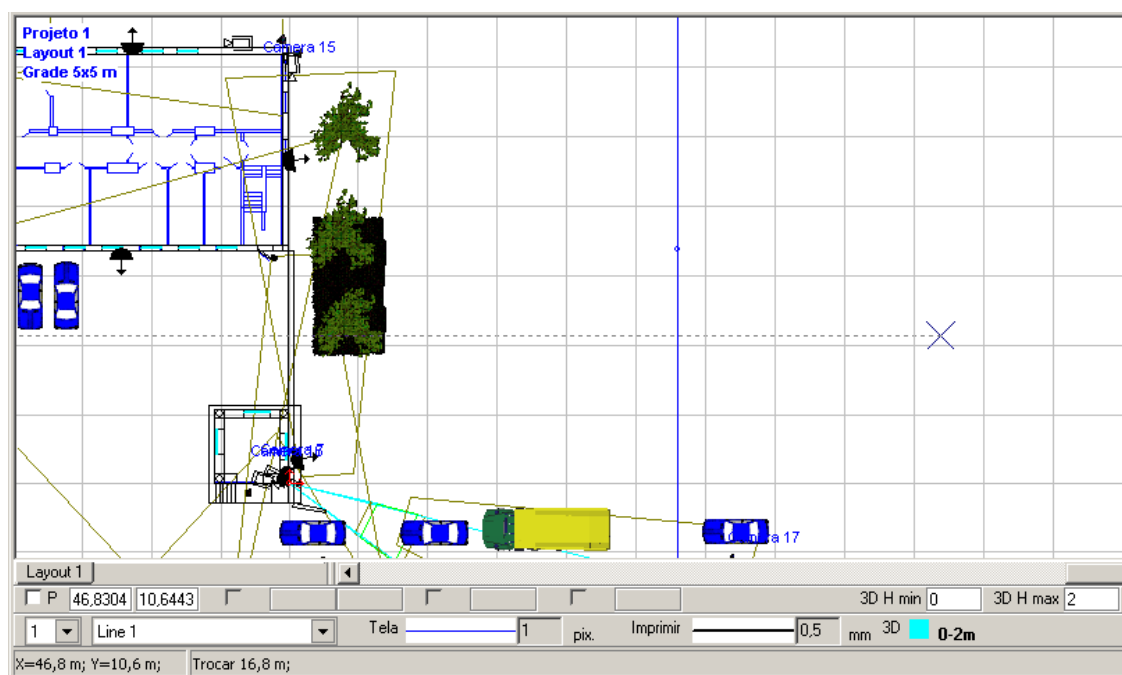 Projeto 1
Layout 1
Grade 5x5 m
Camera 15
Camera 17
Layout 1
P 46,8304 10,6443 3D H min 0 3D H max 2
1 Line 1 Tela 1 pix. Imprimir 0,5 mm 3D 0-2m
X=46,8 m; Y=10,6 m; Trocar 16,8 m;